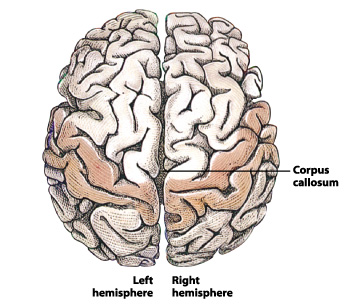 Corpus
callosum
Left
hemisphere
Right
hemisphere